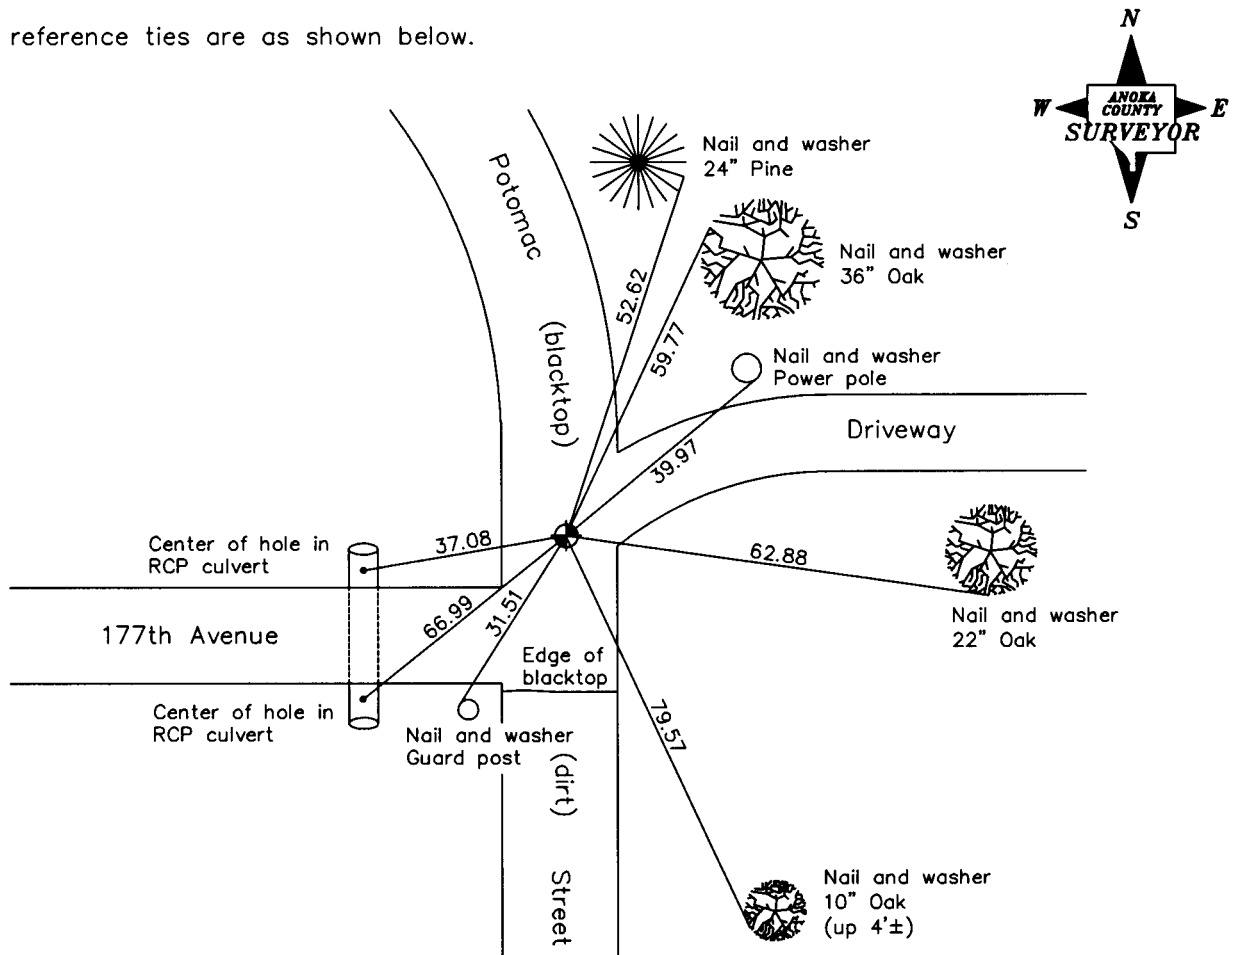 reference ties are as shown below.
N
W
ANOKA
COUNTY
SURVEYOR
E
S
Nail and washer
24" Pine
Potomac
(blacktop)
52.62
59.77
Nail and washer
36" Oak
Nail and washer
Power pole
39.97
Driveway
Center of hole in
RCP culvert
37.08
62.88
66.99
31.51
177th Avenue
Nail and washer
22" Oak
Edge of
blacktop
Center of hole in
RCP culvert
Nail and washer
Guard post
79.57
(dirt)
Street
Nail and washer
10" Oak
(up 4'±)